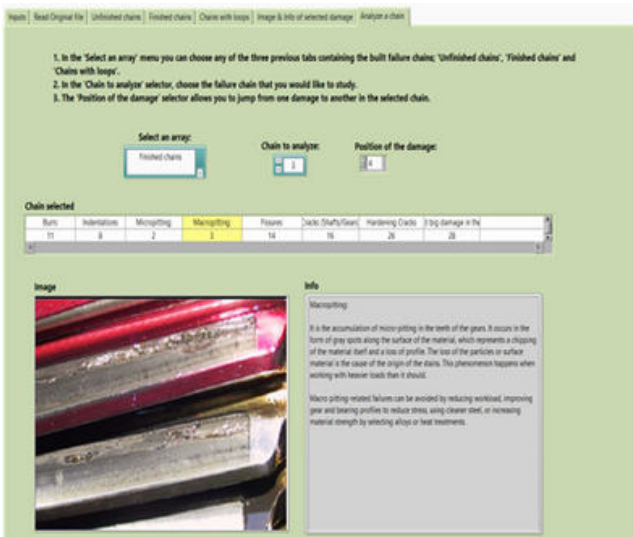 Inputs Read Original File Unfinished chains Finished chains Chains with loops Image & Info of selected damage Analyze a chain
1. In the 'Select an array' menu you can choose any of the three previous tabs containing the built failure chains; 'Unfinished chains', 'Finished chains' and
'Chains with loops'.
2. In the 'Chain to analyze' selector, choose the failure chain that you would like to study.
3. The 'Position of the damage' selector allows you to jump from one damage to another in the selected chain.
Select an array:
Chain to analyze:
Position of the damage:
Finished chains
3
4
Chain selected
Burrs Indentations Micropitting Macropitting Fissures Cracks (Shafts/Gears) Hardening Cracks big damage in the
11 8 2 3 14 16 26 28
Image
Info
Macropitting:
It is the accumulation of micro-pitting in the teeth of the gears. It occurs in the
form of gray spots along the surface of the material, which represents a chipping
of the material itself and a loss of profile. The loss of the particles or surface
material is the cause of the origin of the stains. This phenomenon happens when
working with heavier loads than it should.
Macro pitting-related failures can be avoided by reducing workload, improving
gear and bearing profiles to reduce stress, using cleaner steel, or increasing
material strength by selecting alloys or heat treatments.